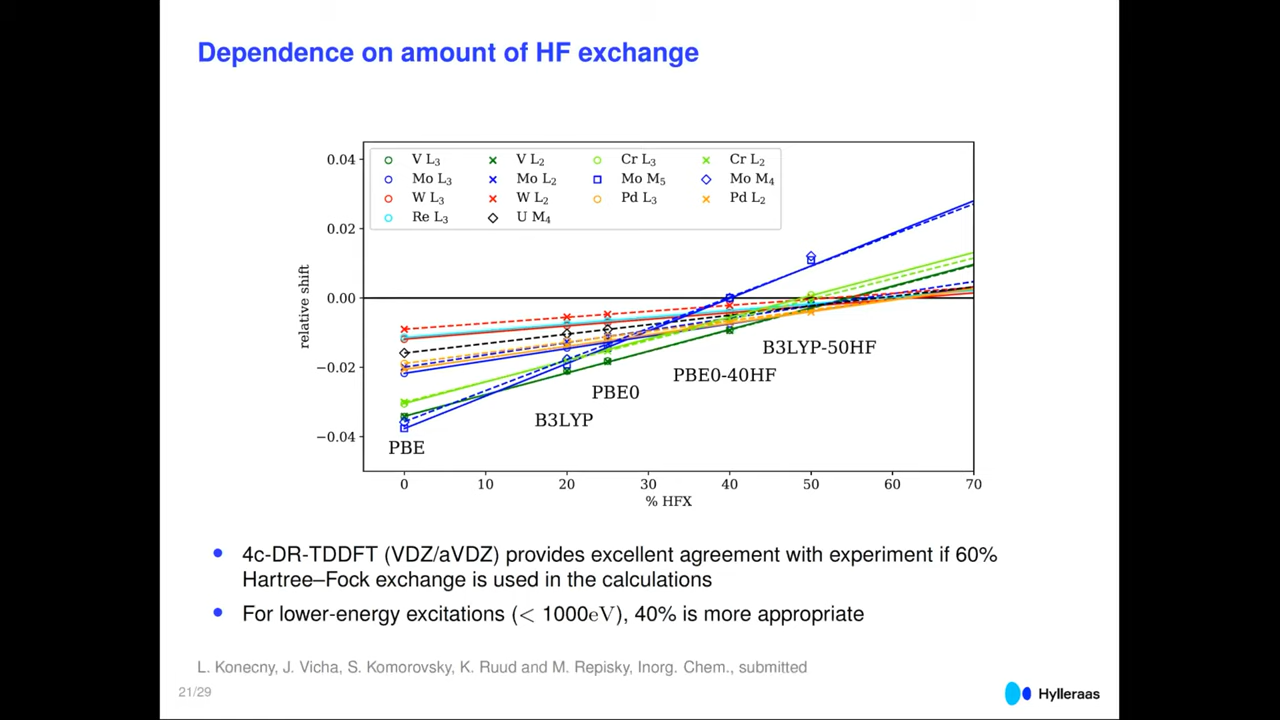 Dependence on amount of HF exchange
V L3 V L2 Cr L3 Cr L2
Mo L3 Mo L2 Mo M5 Mo M4
W L3 W L2 Pd L3 Pd L2
Re L3 U M4
0.04
0.02
0.00
−0.02
−0.04
relative shift
B3LYP-50HF
PBE0-40HF
PBE0
B3LYP
PBE
0 10 20 30 40 50 60 70
% HFX
• 4c-DR-TDDFT (VDZ/aVDZ) provides excellent agreement with experiment if 60%
Hartree–Fock exchange is used in the calculations
• For lower-energy excitations (< 1000eV), 40% is more appropriate
L. Konecny, J. Vicha, S. Komorovsky, K. Ruud and M. Repisky, Inorg. Chem., submitted
21/29
Hylleraas